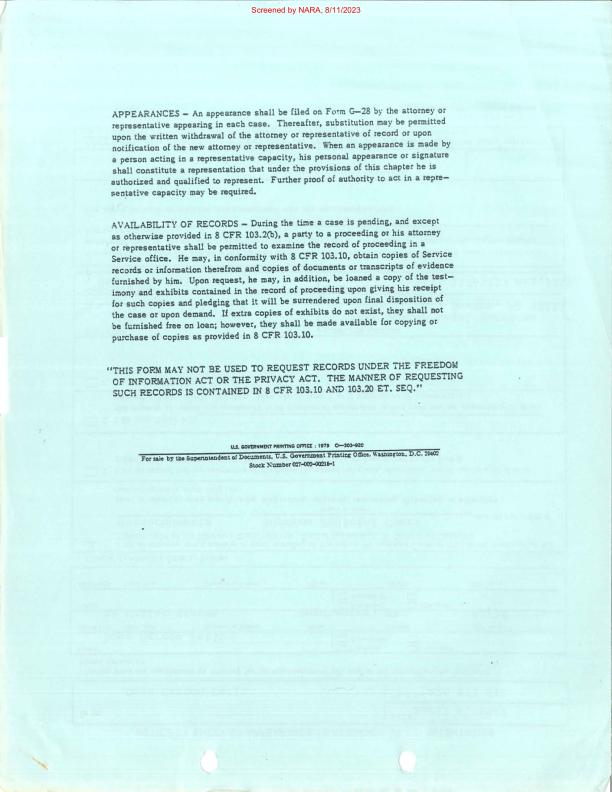 Screened by NARA, 8/11/2023
APPEARANCES – An appearance shall be filed on Form G–28 by the attorney or
representative appearing in each case. Thereafter, substitution may be permitted
upon the written withdrawal of the attorney or representative of record or upon
notification of the new attorney or representative. When an appearance is made by
a person acting in a representative capacity, his personal appearance or signature
shall constitute a representation that under the provisions of this chapter he is
authorized and qualified to represent. Further proof of authority to act in a repre–
sentative capacity may be required.
AVAILABILITY OF RECORDS – During the time a case is pending, and except
as otherwise provided in 8 CFR 103.2(b), a party to a proceeding or his attorney
or representative shall be permitted to examine the record of proceeding in a
Service office. He may, in conformity with 8 CFR 103.10, obtain copies of Service
records or information therefrom and copies of documents or transcripts of evidence
furnished by him. Upon request, he may, in addition, be loaned a copy of the test–
imony and exhibits contained in the record of proceeding upon giving his receipt
for such copies and pledging that it will be surrendered upon final disposition of
the case or upon demand. If extra copies of exhibits do not exist, they shall not
be furnished free on loan; however, they shall be made available for copying or
purchase of copies as provided in 8 CFR 103.10.
"THIS FORM MAY NOT BE USED TO REQUEST RECORDS UNDER THE FREEDOM
OF INFORMATION ACT OR THE PRIVACY ACT. THE MANNER OF REQUESTING
SUCH RECORDS IS CONTAINED IN 8 CFR 103.10 AND 103.20 ET. SEQ."
U.S. GOVERNMENT PRINTING OFFICE : 1979 O—303-920
For sale by the Superintendent of Documents, U.S. Government Printing Office, Washington, D.C. 20402
Stock Number 027-002-00216-1